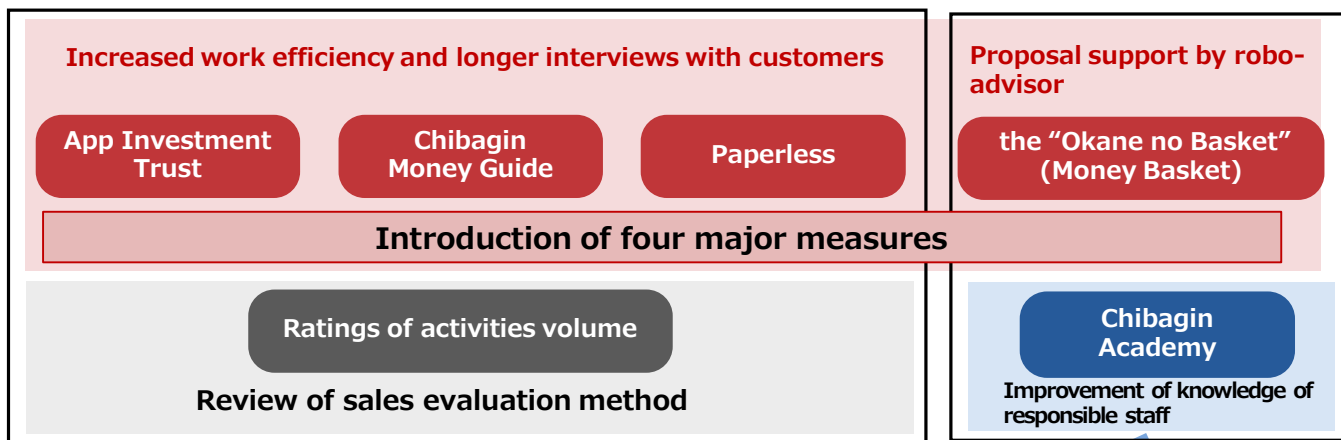 Increased work efficiency and longer interviews with customers
App Investment
Trust
Chibagin
Money Guide
Paperless
Proposal support by robo-
advisor
the “Okane no Basket”
(Money Basket)
Introduction of four major measures
Ratings of activities volume
Review of sales evaluation method
Chibagin
Academy
Improvement of knowledge of
responsible staff